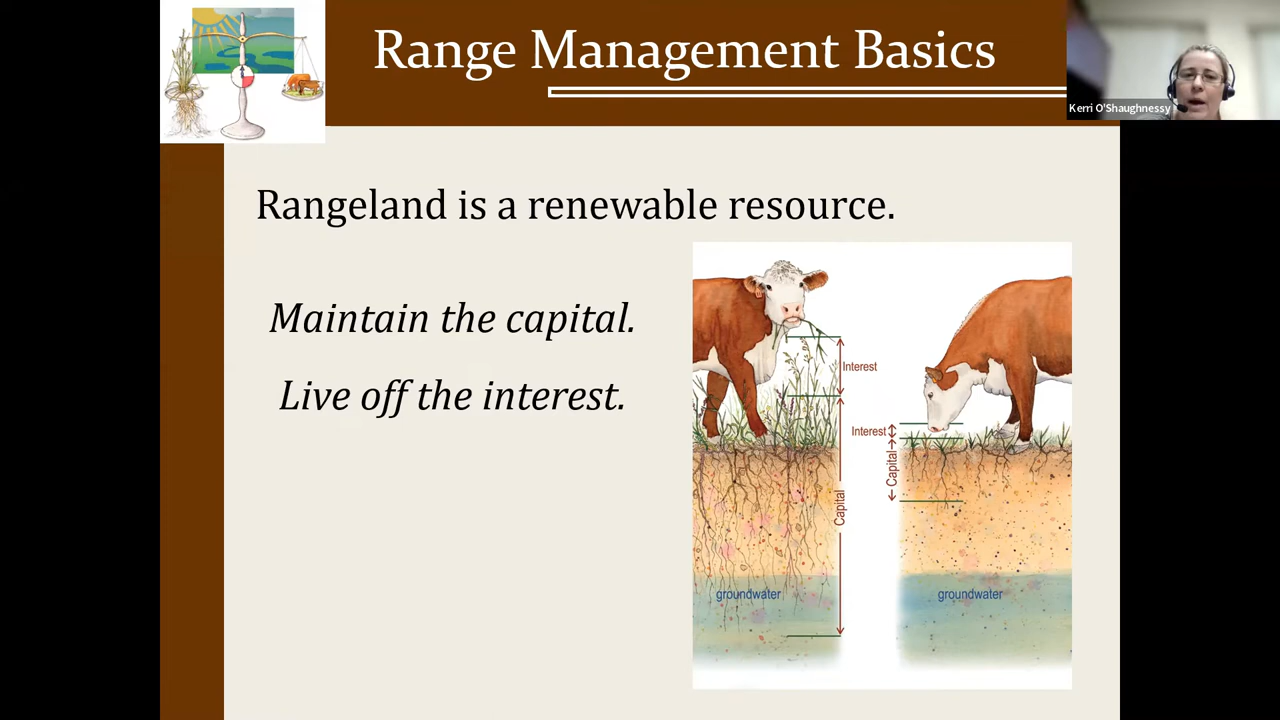 Range Management Basics
Kerri O'Shaughnessy
Rangeland is a renewable resource.
Maintain the capital.
Live off the interest.
Interest
Capital
groundwater
Interest
Capital
groundwater